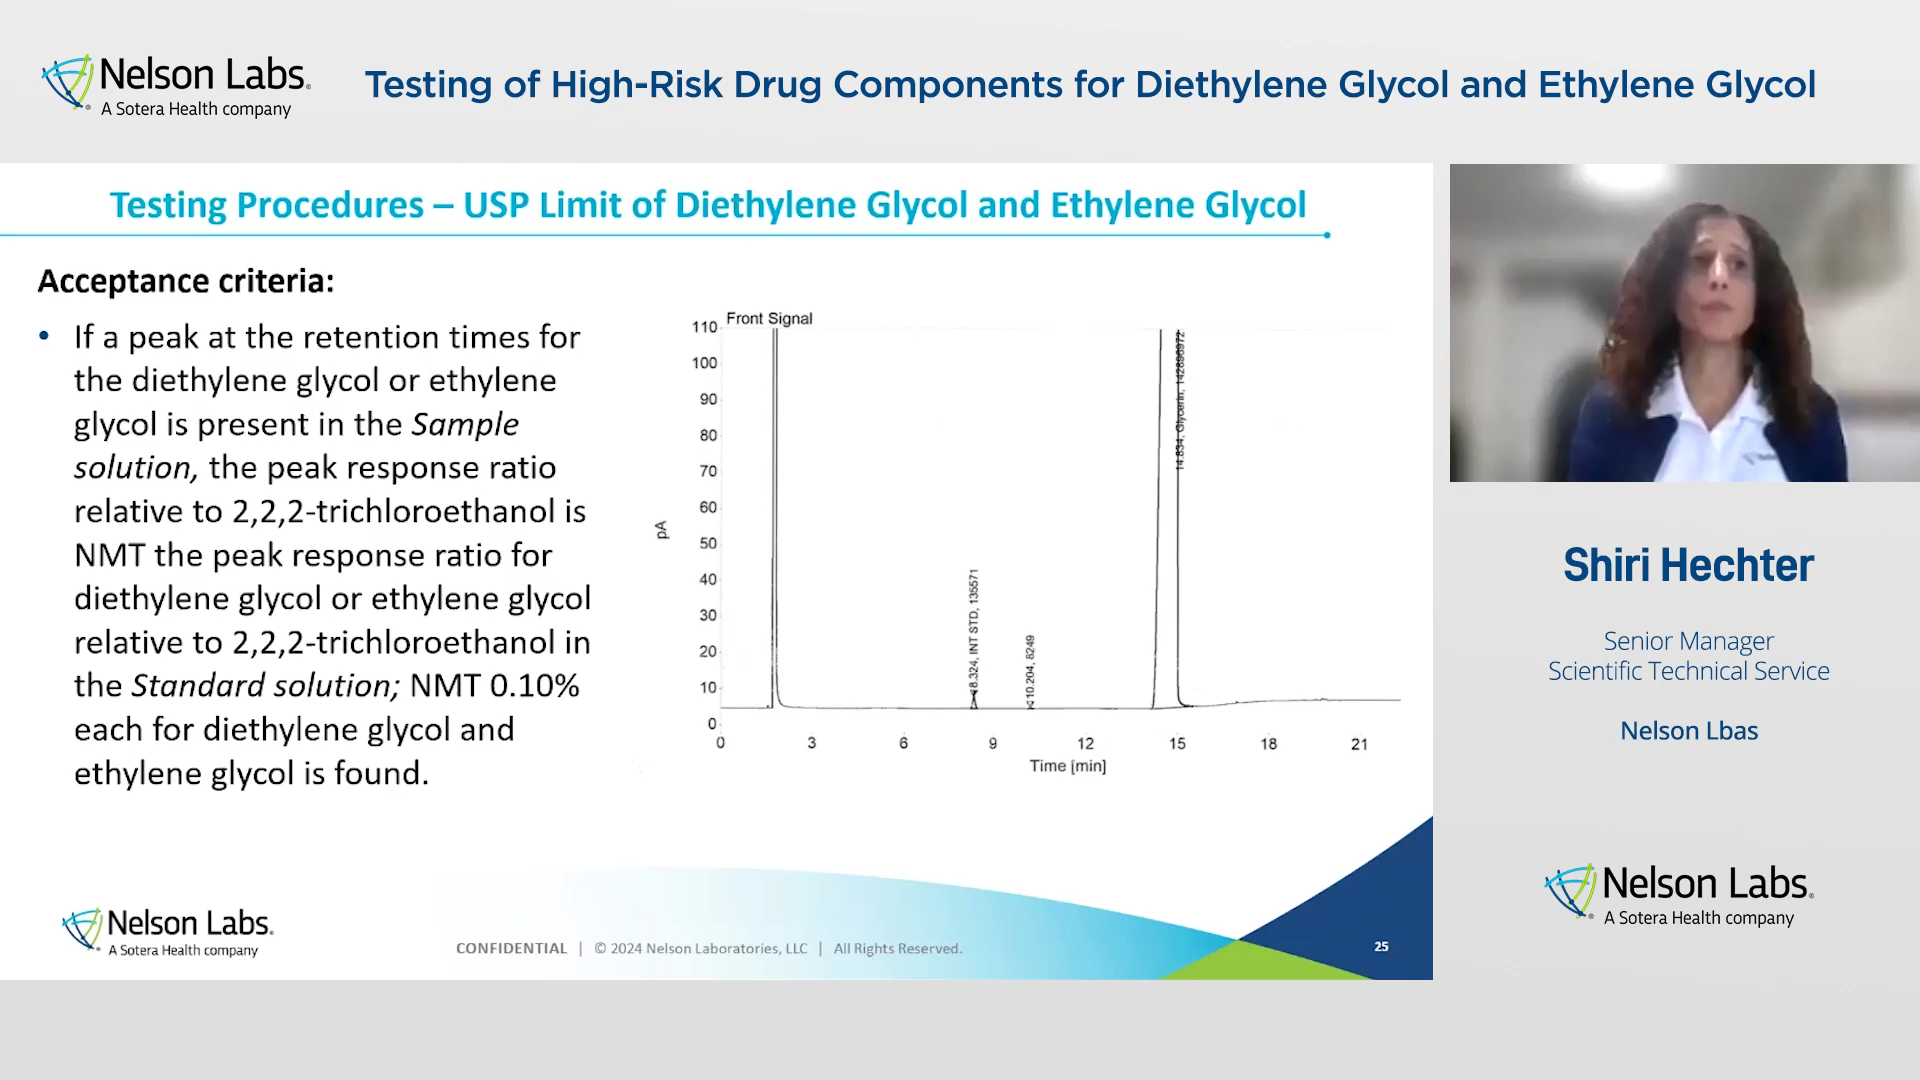 Nelson Labs®
A Sotera Health company
Testing of High-Risk Drug Components for Diethylene Glycol and Ethylene Glycol
Testing Procedures – USP Limit of Diethylene Glycol and Ethylene Glycol
Acceptance criteria:
• If a peak at the retention times for
the diethylene glycol or ethylene
glycol is present in the Sample
solution, the peak response ratio
relative to 2,2,2-trichloroethanol is
NMT the peak response ratio for
diethylene glycol or ethylene glycol
relative to 2,2,2-trichloroethanol in
the Standard solution; NMT 0.10%
each for diethylene glycol and
ethylene glycol is found.
Front Signal
110
100
90
80
70
60
50
40
30
20
10
0
pA
8.324, INT STD, 135571
10.204, 8249
14.834, Glycerin, 142896972
0 3 6 9 12 15 18 21
Time [min]
Nelson Labs®
A Sotera Health company
CONFIDENTIAL | © 2024 Nelson Laboratories, LLC | All Rights Reserved.
25
Shiri Hechter
Senior Manager
Scientific Technical Service
Nelson Lbas
Nelson Labs®
A Sotera Health company